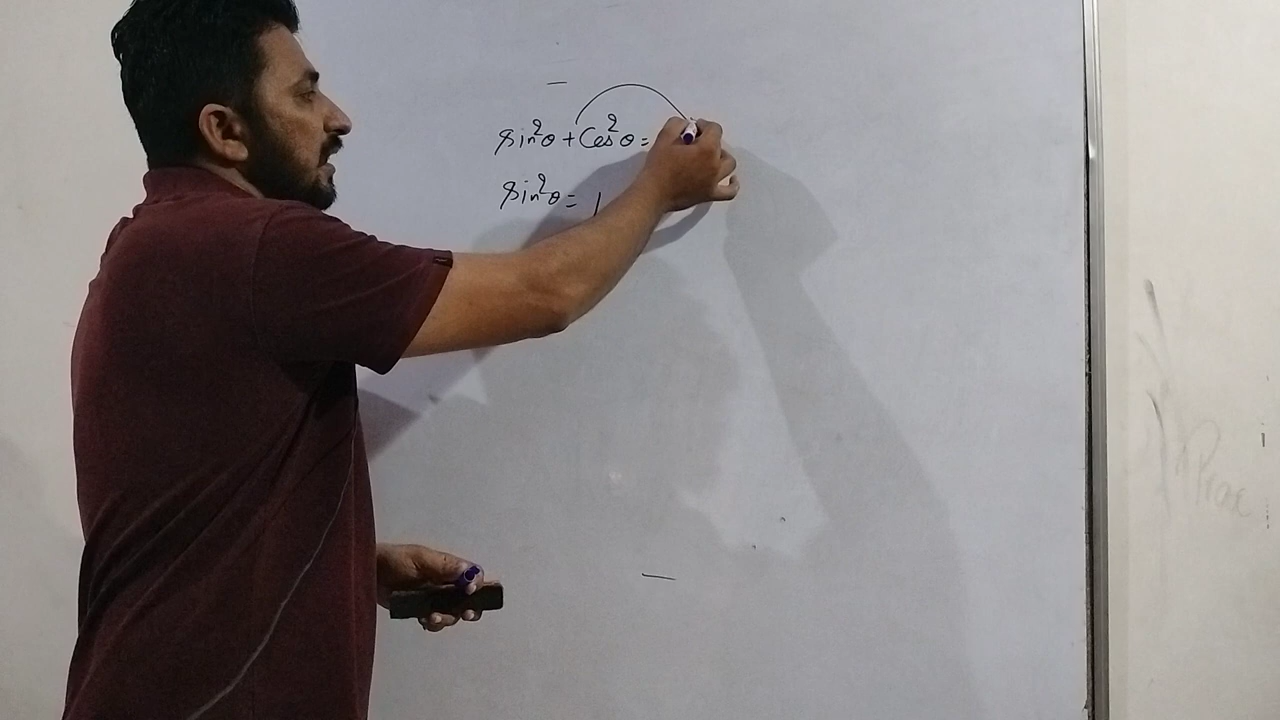 sin²θ + Cos²θ =
sin²θ = 1